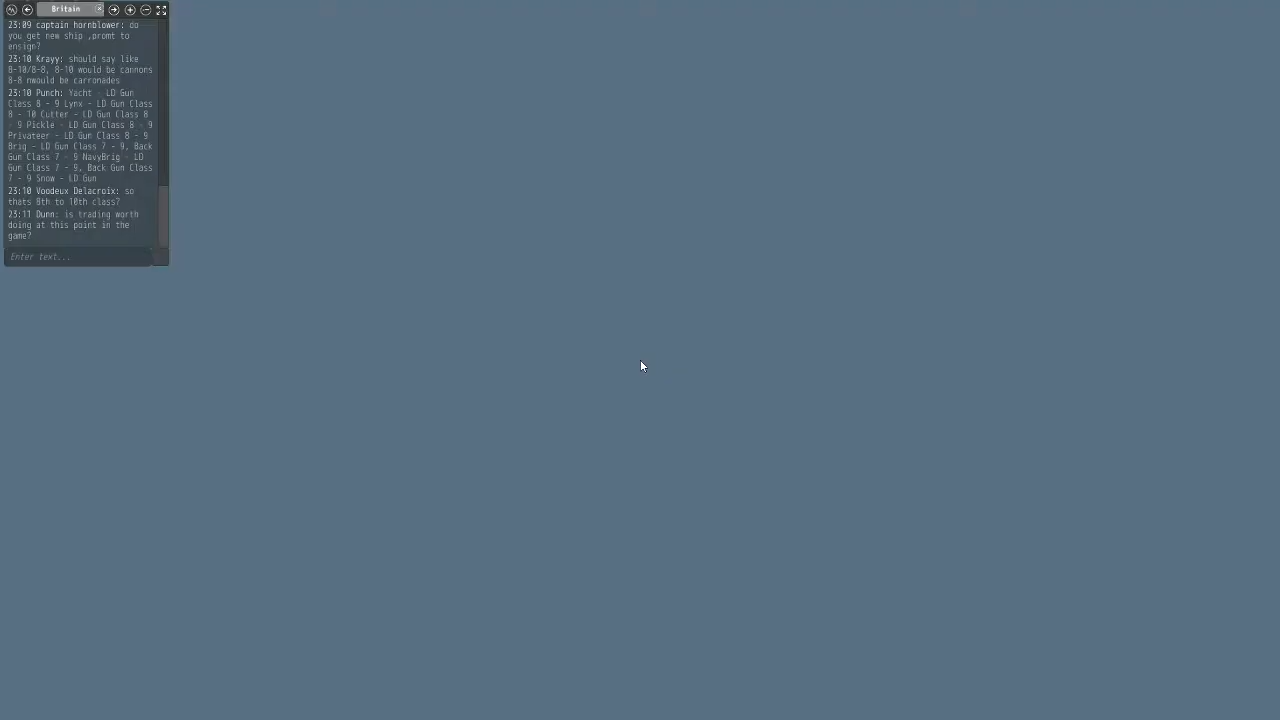 Britain
23:09 captain hornblower: do
you get new ship ,promt to
ensign?
23:10 Krayy: should say like
8-10/8-8, 8-10 would be cannons
8-8 nwould be carronades
23:10 Punch: Yacht - LD Gun
Class 8 - 9 Lynx - LD Gun Class
8 - 10 Cutter - LD Gun Class 8
- 9 Pickle - LD Gun Class 8 - 9
Privateer - LD Gun Class 8 - 9
Brig - LD Gun Class 7 - 9, Back
Gun Class 7 - 9 NavyBrig - LD
Gun Class 7 - 9, Back Gun Class
7 - 9 Snow - LD Gun
23:10 Voodeux Delacroix: so
thats 8th to 10th class?
23:11 Dunn: is trading worth
doing at this point in the
game?
Enter text...